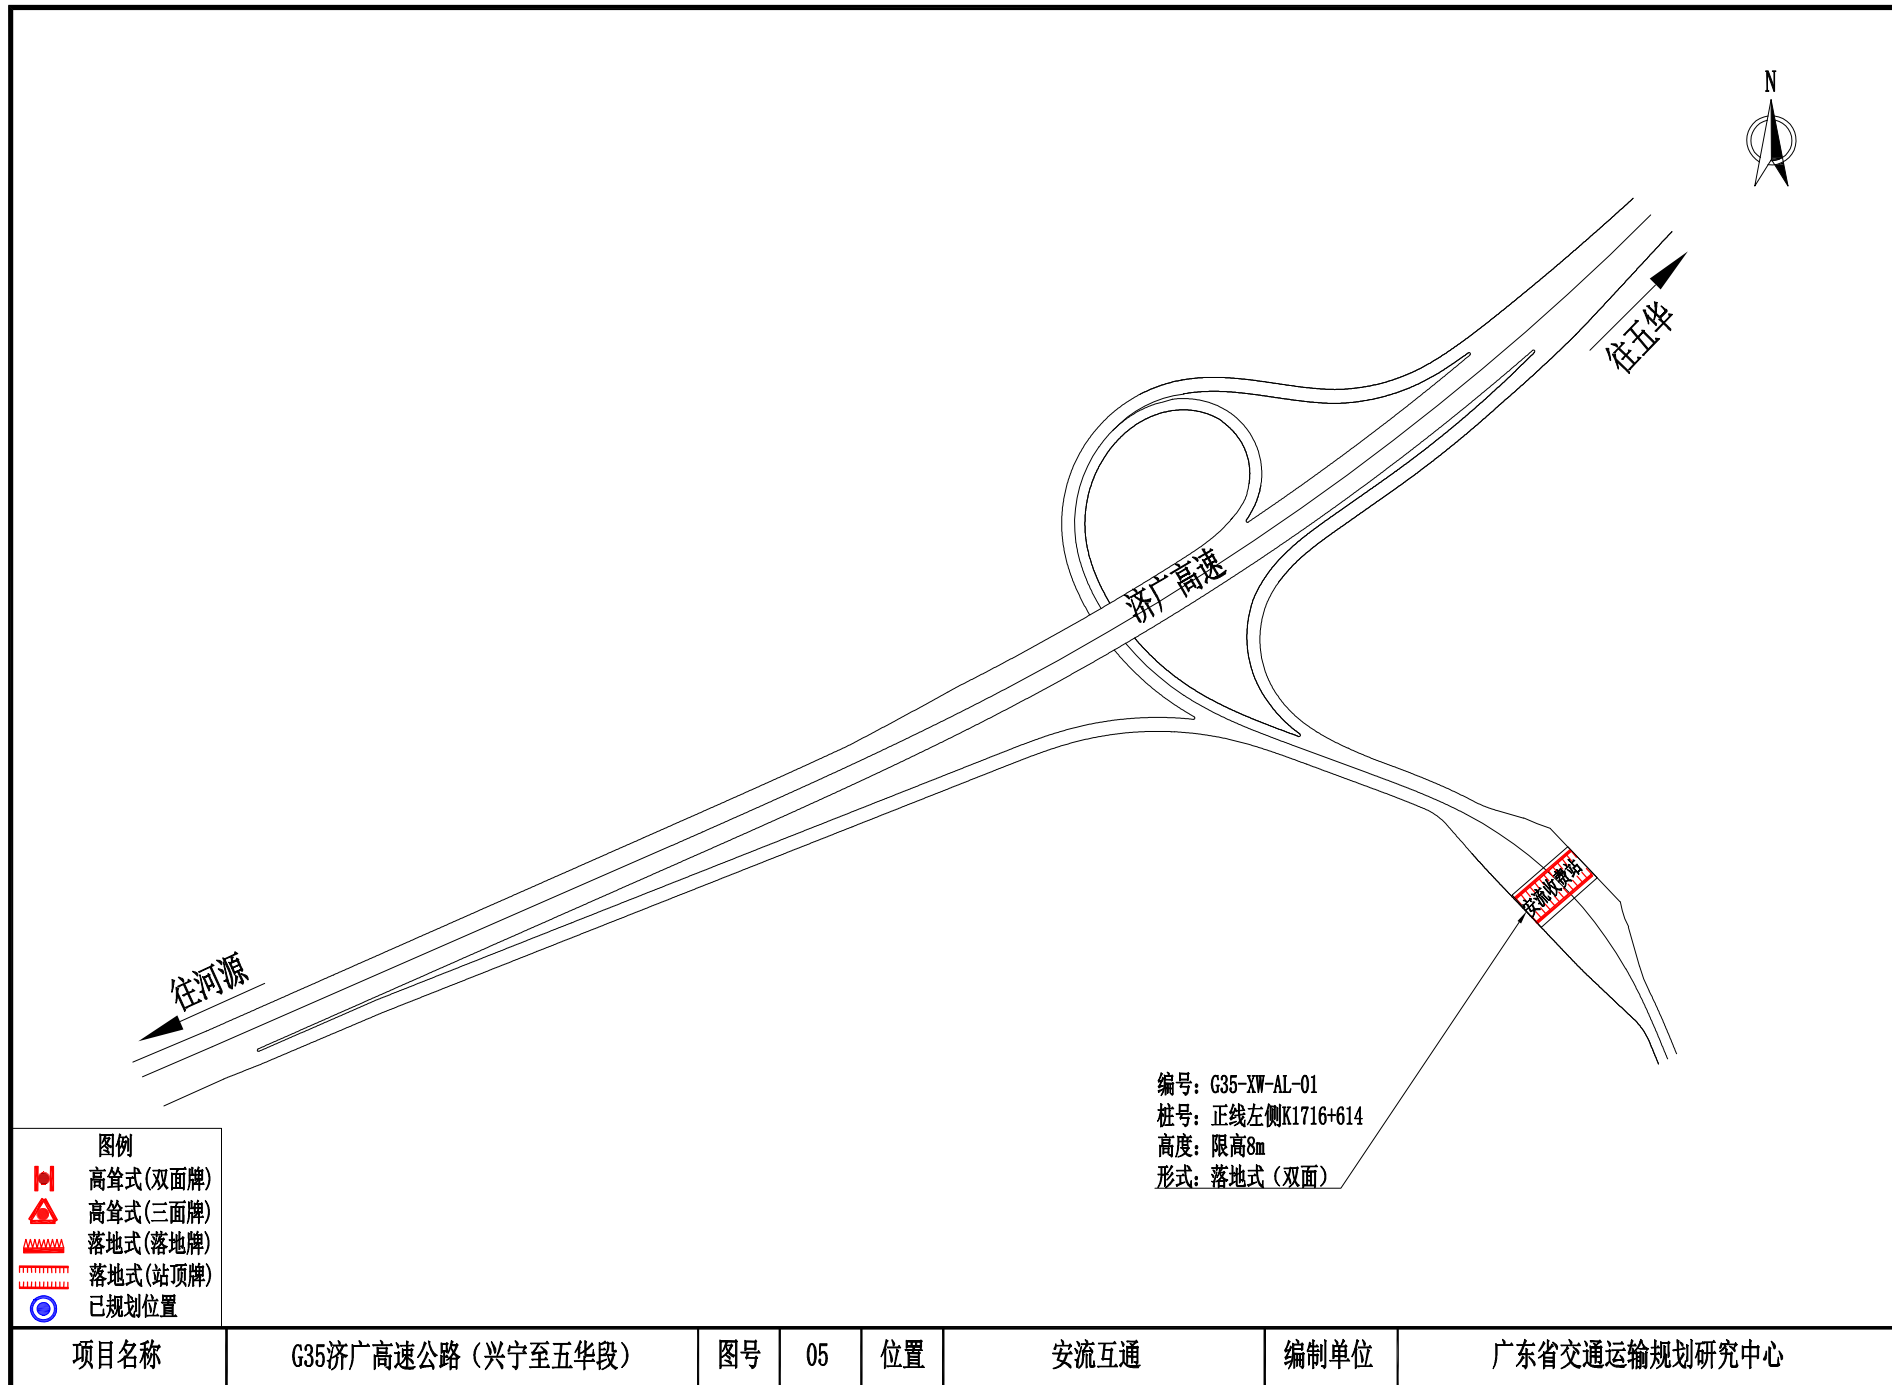 N
往五华
济广高速
安流收费站
往河源
编号：G35-XW-AL-01
桩号：正线左侧K1716+614
高度：限高8m
形式：落地式（双面）
图例
高耸式(双面牌)
高耸式(三面牌)
落地式(落地牌)
落地式(站顶牌)
已规划位置
项目名称 G35济广高速公路（兴宁至五华段） 图号 05 位置 安流互通 编制单位 广东省交通运输规划研究中心